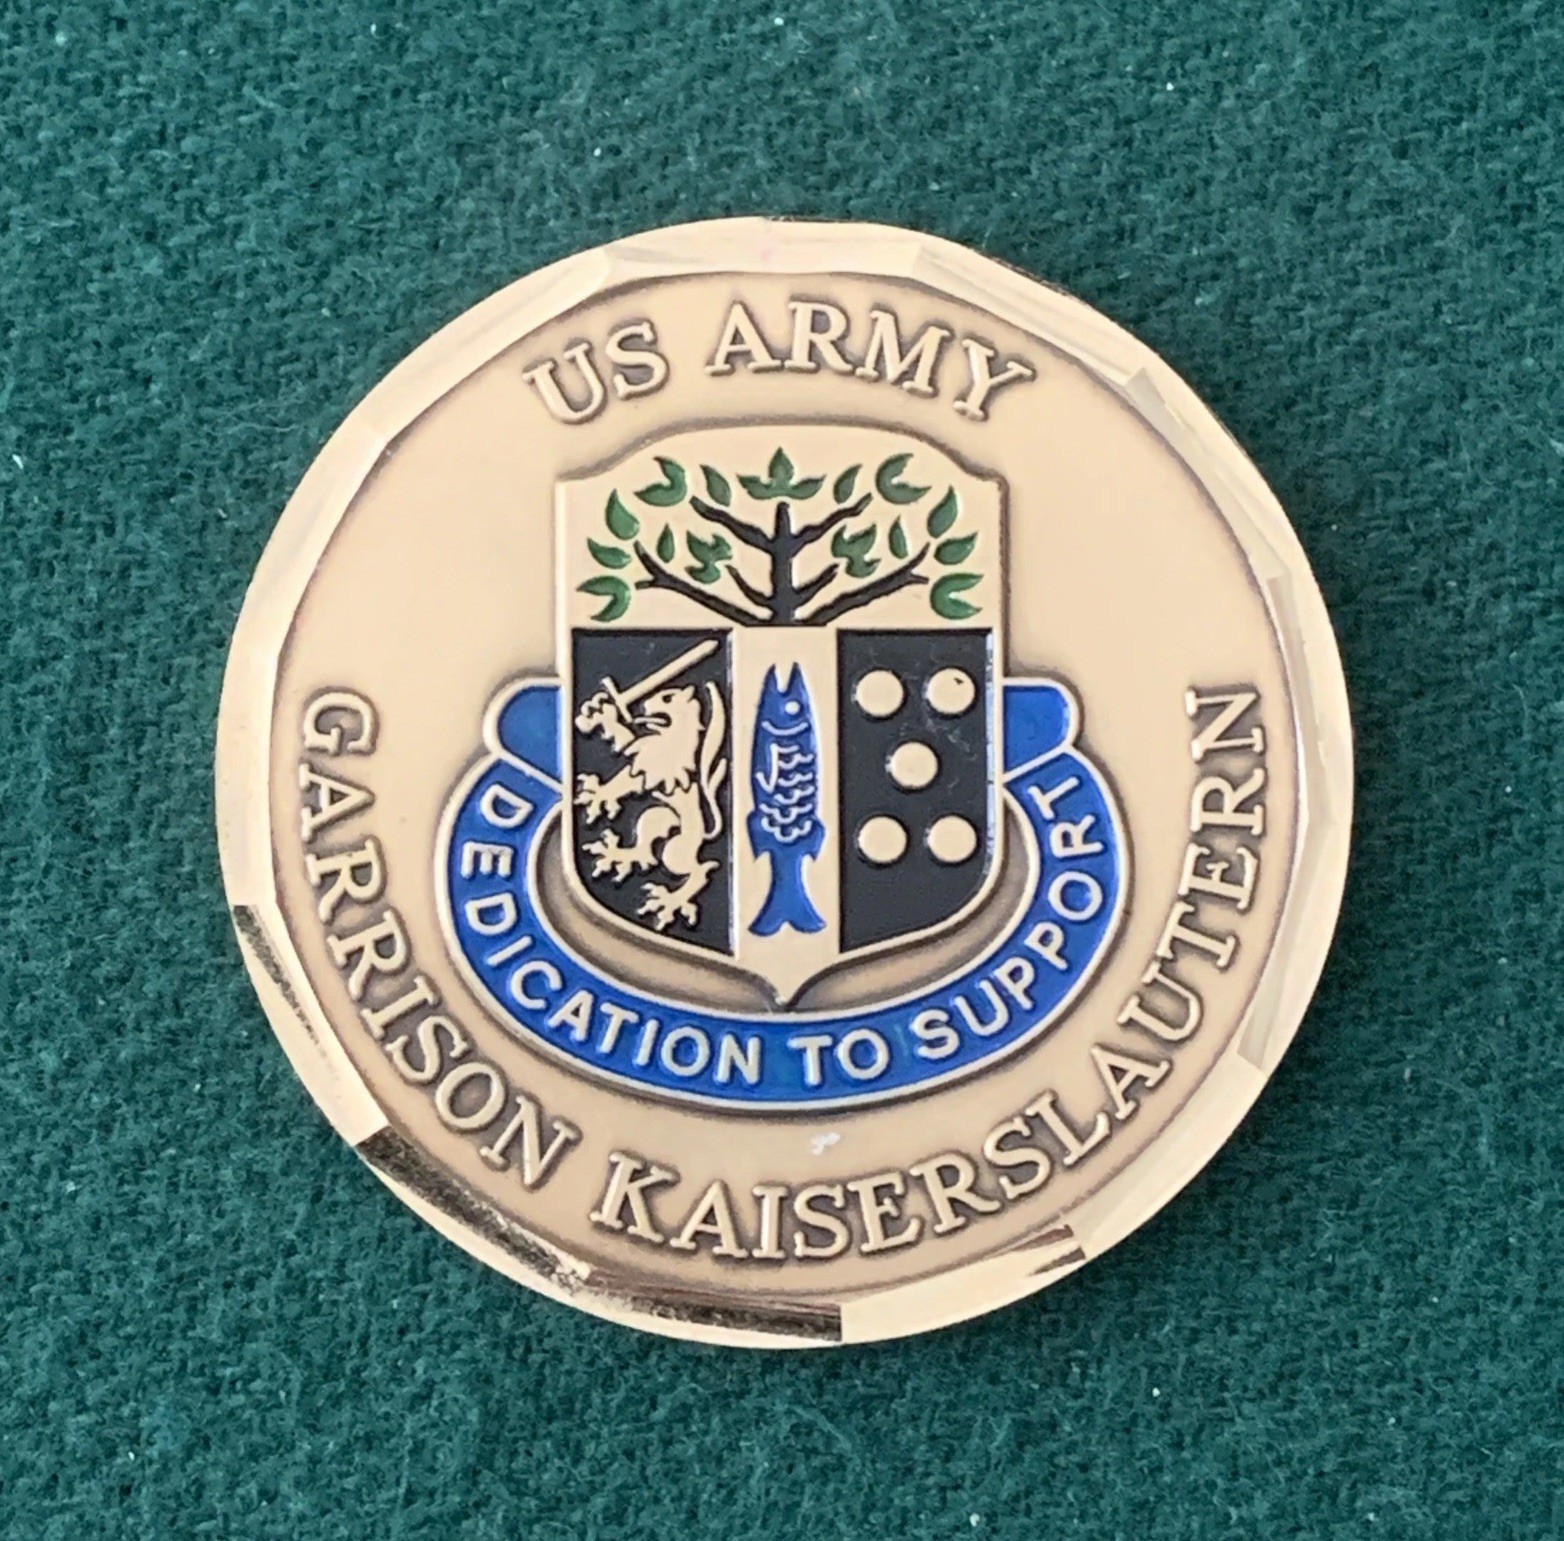 US ARMY
GARRISON KAISERSLAUTERN
DEDICATION TO SUPPORT